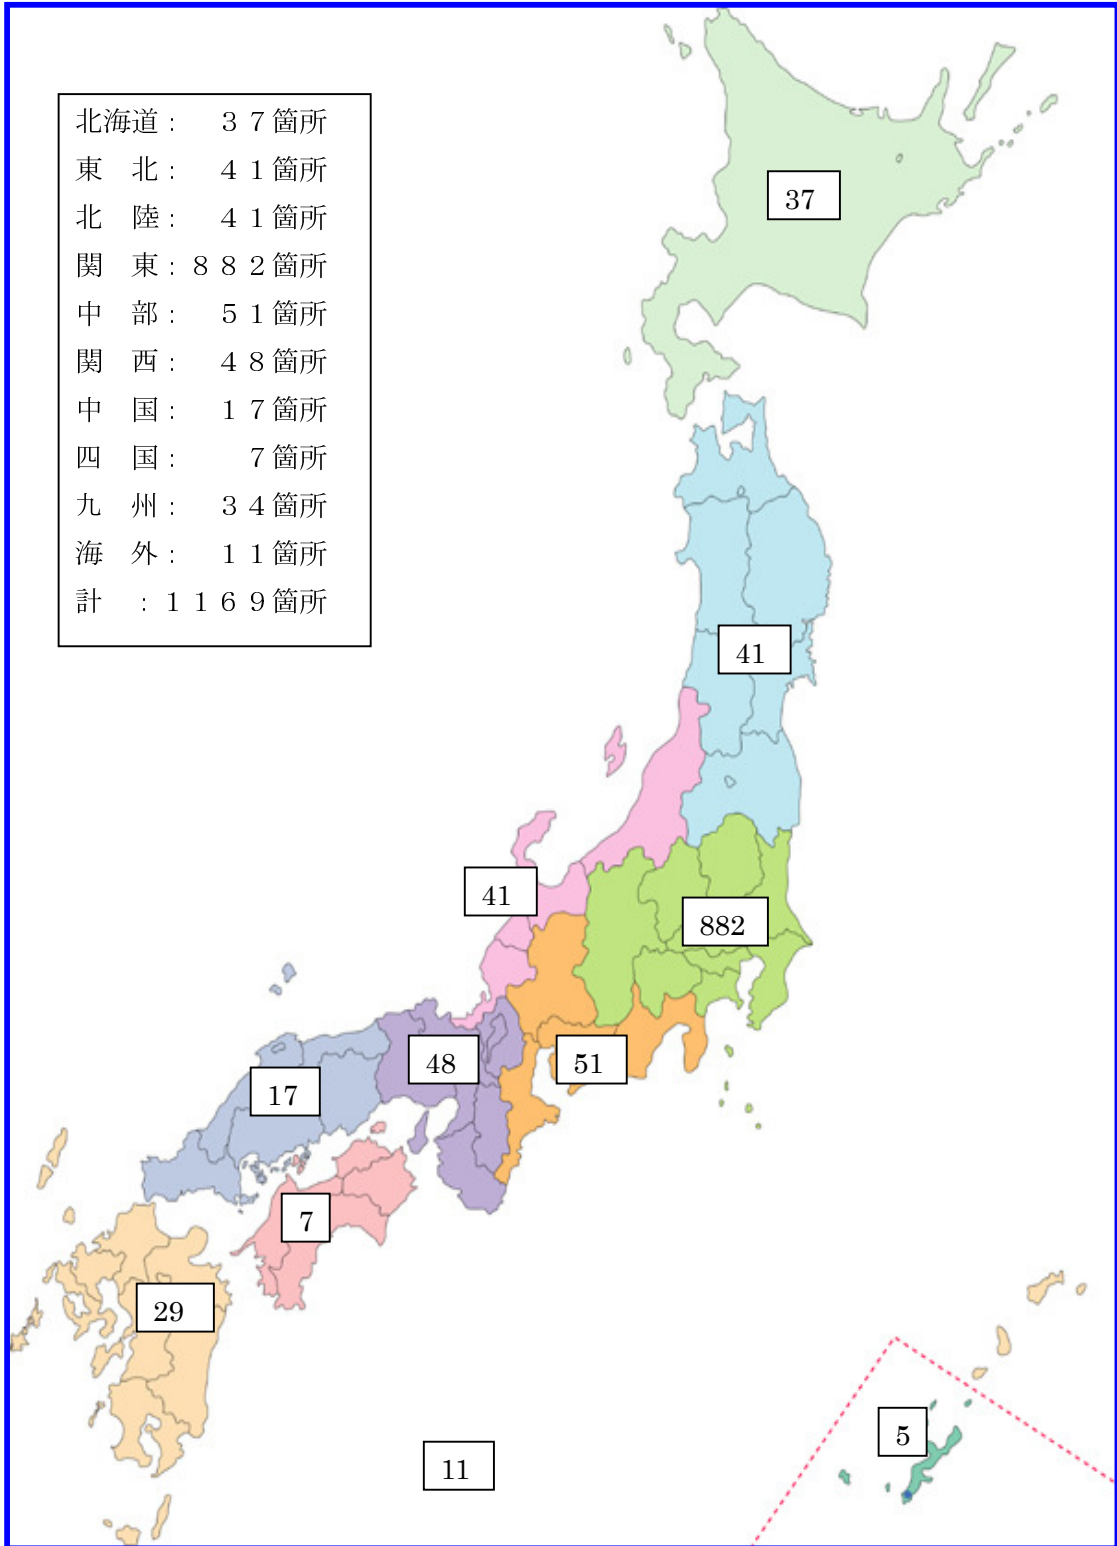 北海道：　３７箇所
東　北：　４１箇所
北　陸：　４１箇所
関　東：８８２箇所
中　部：　５１箇所
関　西：　４８箇所
中　国：　１７箇所
四　国：　　７箇所
九　州：　３４箇所
海　外：　１１箇所
計　：１１６９箇所
37
41
41
882
48
51
17
7
29
5
11